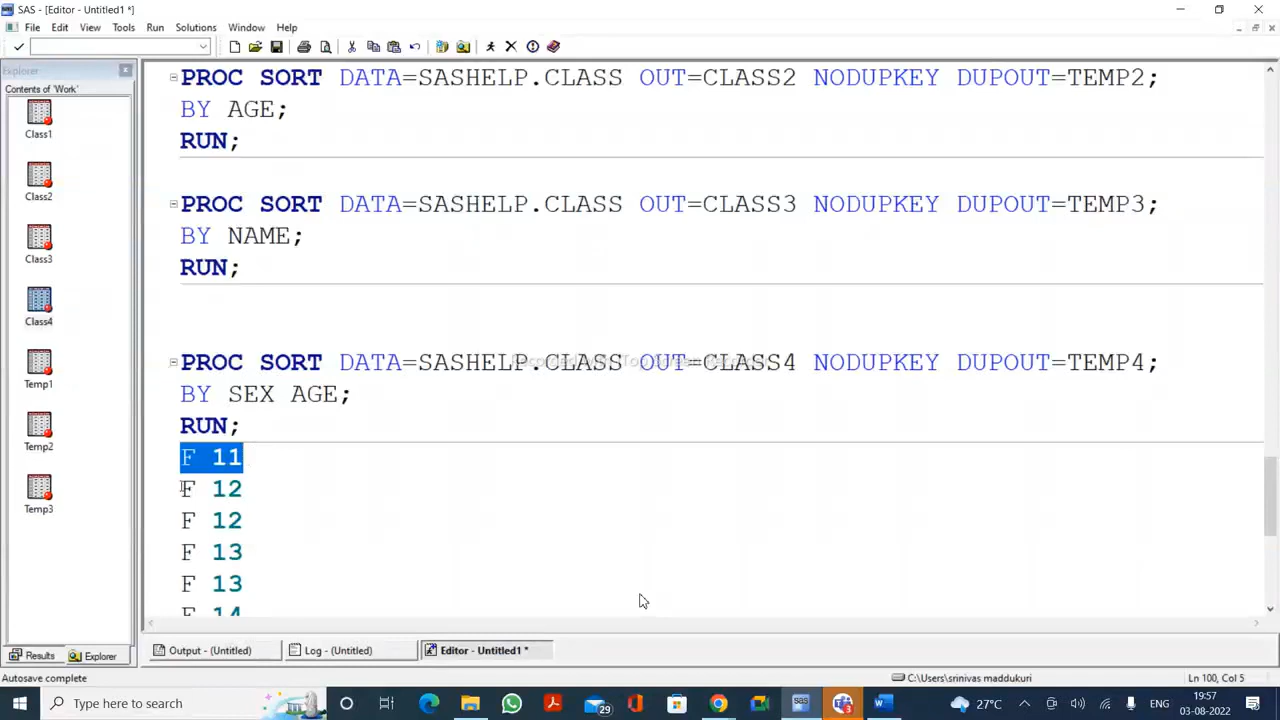 SAS - [Editor - Untitled1 *]
File Edit View Tools Run Solutions Window Help
Explorer
Contents of 'Work'
Class1
Class2
Class3
Class4
Temp1
Temp2
Temp3
PROC SORT DATA=SASHELP.CLASS OUT=CLASS2 NODUPKEY DUPOUT=TEMP2;
BY AGE;
RUN;
PROC SORT DATA=SASHELP.CLASS OUT=CLASS3 NODUPKEY DUPOUT=TEMP3;
BY NAME;
RUN;
PROC SORT DATA=SASHELP.CLASS OUT=CLASS4 NODUPKEY DUPOUT=TEMP4;
BY SEX AGE;
RUN;
F 11
F 12
F 12
F 13
F 13
F 14
Results Explorer
Output - (Untitled) Log - (Untitled) Editor - Untitled1 *
Autosave complete C:\Users\srinivas maddukuri Ln 100, Col 5
Type here to search 29 sas 3 27°C ENG 19:57
03-08-2022